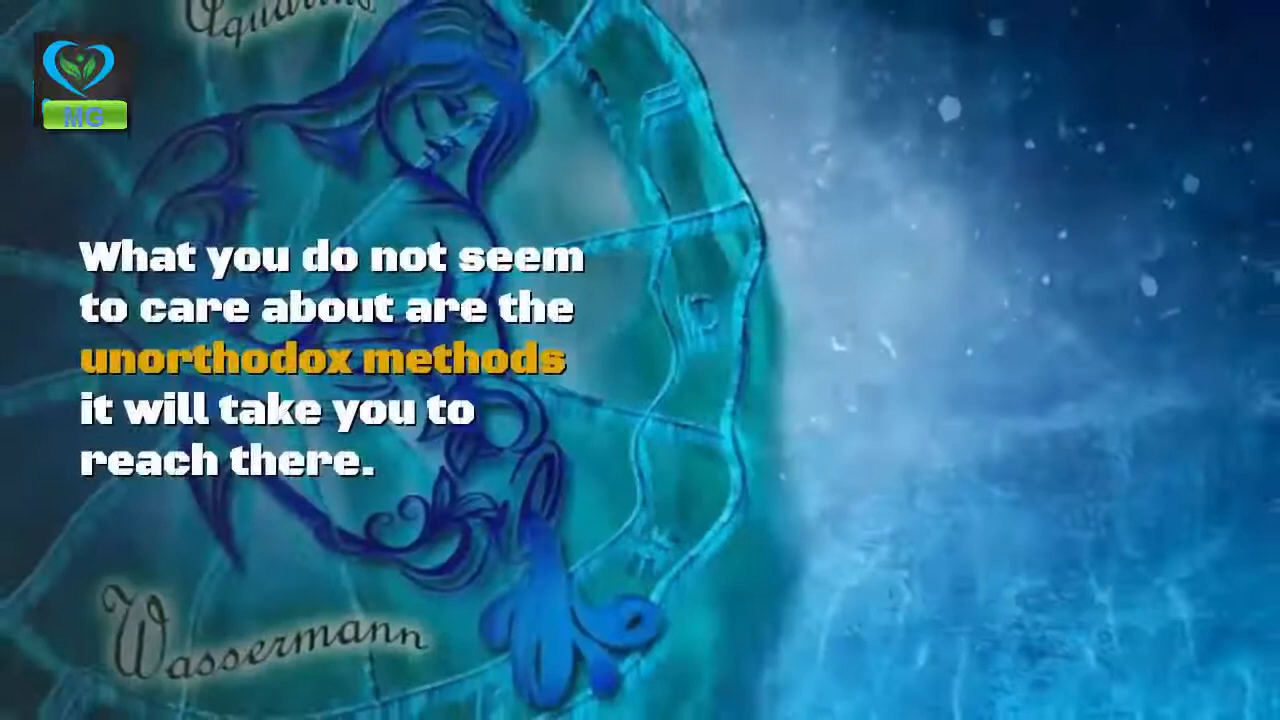 Aquarius
MG
What you do not seem
to care about are the
unorthodox methods
it will take you to
reach there.
Wassermann